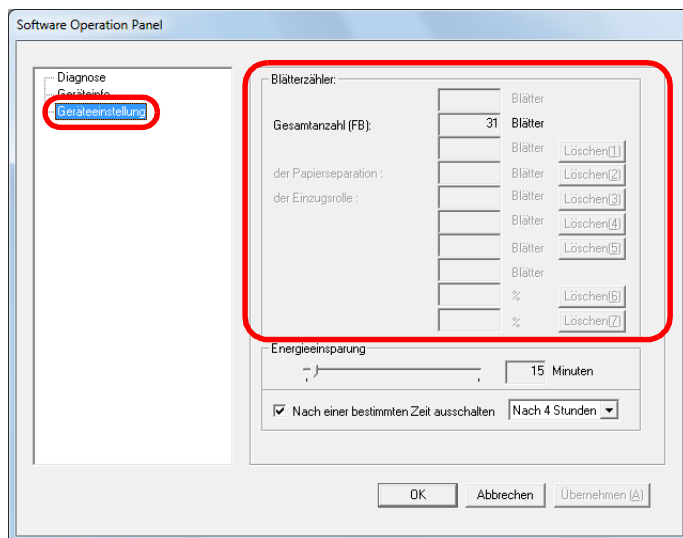 Software Operation Panel
Diagnose
Geräteinfo
Geräteeinstellung
Blätterzähler:
Blätter
Gesamtanzahl (FB): 31 Blätter
Blätter Löschen(1)
der Papierseparation : Blätter Löschen(2)
der Einzugsrolle : Blätter Löschen(3)
Blätter Löschen(4)
Blätter Löschen(5)
Blätter
% Löschen(6)
% Löschen(7)
Energieeinsparung
15 Minuten
Nach einer bestimmten Zeit ausschalten Nach 4 Stunden
OK Abbrechen Übernehmen (A)